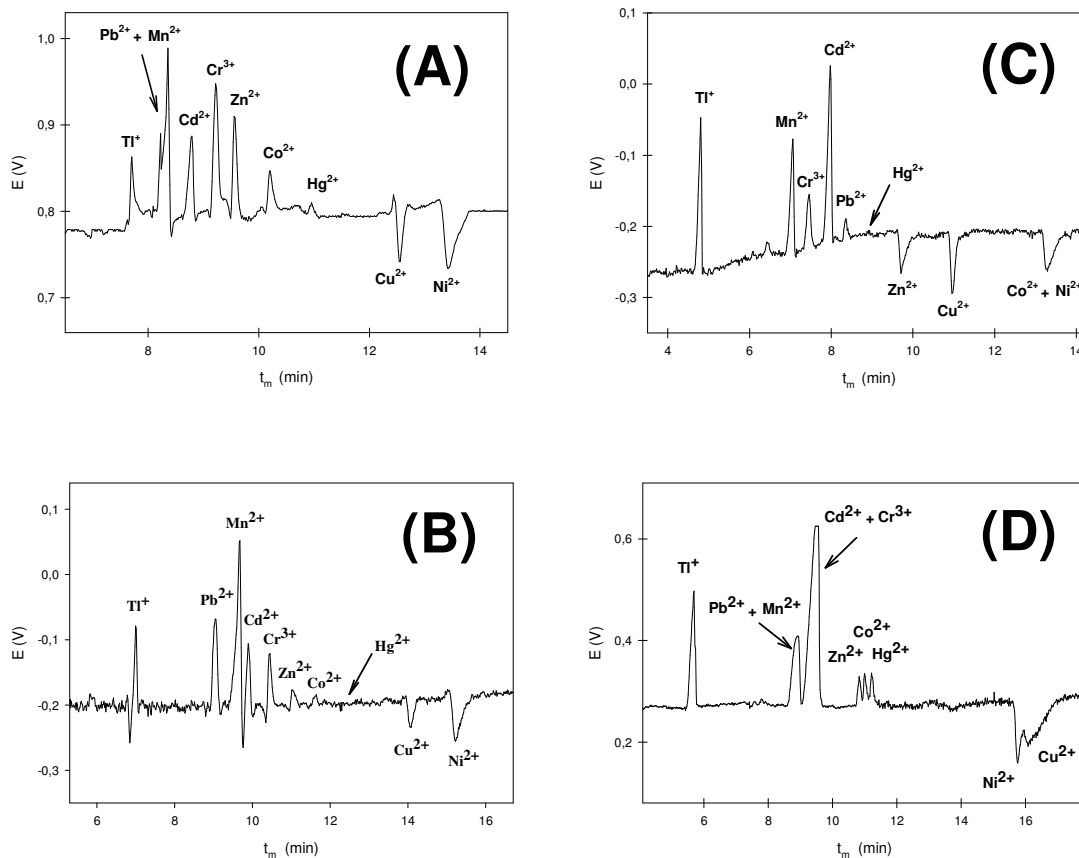 (A)
1,0
0,9
0,8
0,7
E (V)
Pb²⁺ + Mn²⁺
Tl⁺
Cd²⁺
Cr³⁺
Zn²⁺
Co²⁺
Hg²⁺
Cu²⁺
Ni²⁺
8 10 12 14
tₘ (min)
(C)
0,1
0,0
-0,1
-0,2
-0,3
E (V)
Tl⁺
Mn²⁺
Cr³⁺
Cd²⁺
Pb²⁺
Hg²⁺
Zn²⁺
Cu²⁺
Co²⁺ + Ni²⁺
4 6 8 10 12 14
tₘ (min)
(B)
0,1
0,0
-0,1
-0,2
-0,3
E (V)
Tl⁺
Pb²⁺
Mn²⁺
Cd²⁺
Cr³⁺
Zn²⁺
Co²⁺
Hg²⁺
Cu²⁺
Ni²⁺
6 8 10 12 14 16
tₘ (min)
(D)
0,6
0,4
0,2
E (V)
Tl⁺
Pb²⁺ + Mn²⁺
Cd²⁺ + Cr³⁺
Co²⁺
Zn²⁺ Hg²⁺
Ni²⁺
Cu²⁺
6 8 10 12 14 16
tₘ (min)